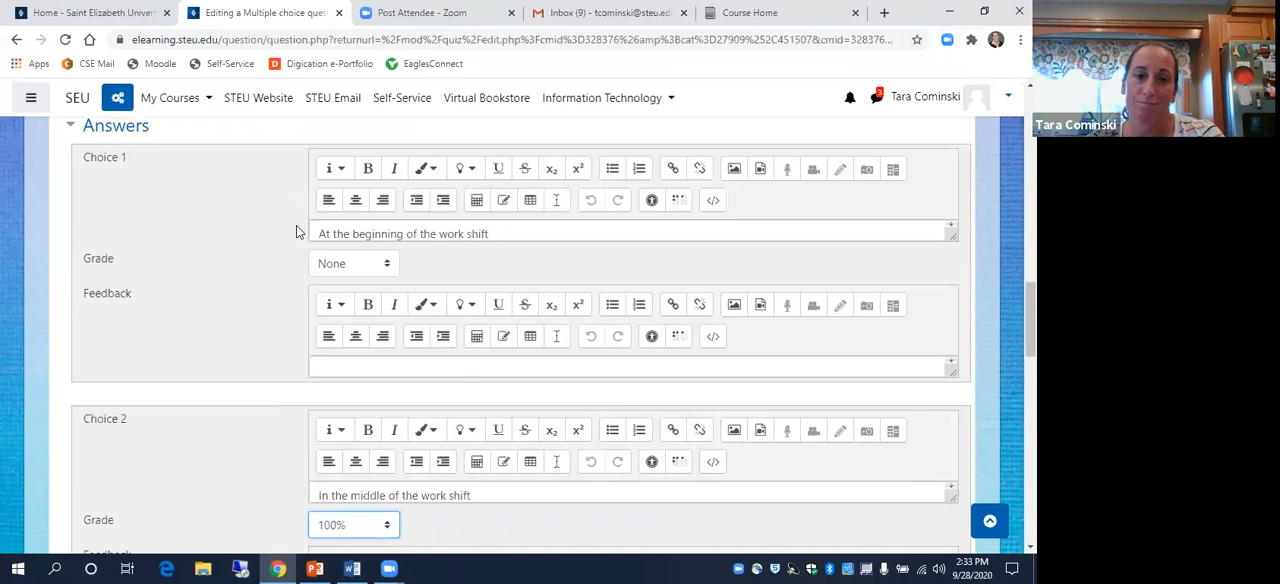 Home - Saint Elizabeth Univer
Editing a Multiple choice ques
Post Attendee - Zoom
Inbox (9) - tcominski@steu.ed
Course Home
elearning.steu.edu/question/question.php?returnurl=%2Fmod%2Fquiz%2Fedit.php%3Fcmid%3D328376%26amp%3Bcat%3D27909%252C451507&cmid=328376...
Apps
CSE Mail
Moodle
Self-Service
Digication e-Portfolio
EaglesConnect
SEU
My Courses
SEU Website
SEU Email
Self-Service
Virtual Bookstore
Information Technology
3
Tara Cominski
Tara Cominski
Answers
Choice 1
At the beginning of the work shift
Grade
None
Feedback
Choice 2
In the middle of the work shift
Grade
100%
Feedback
2:33 PM
9/28/2020